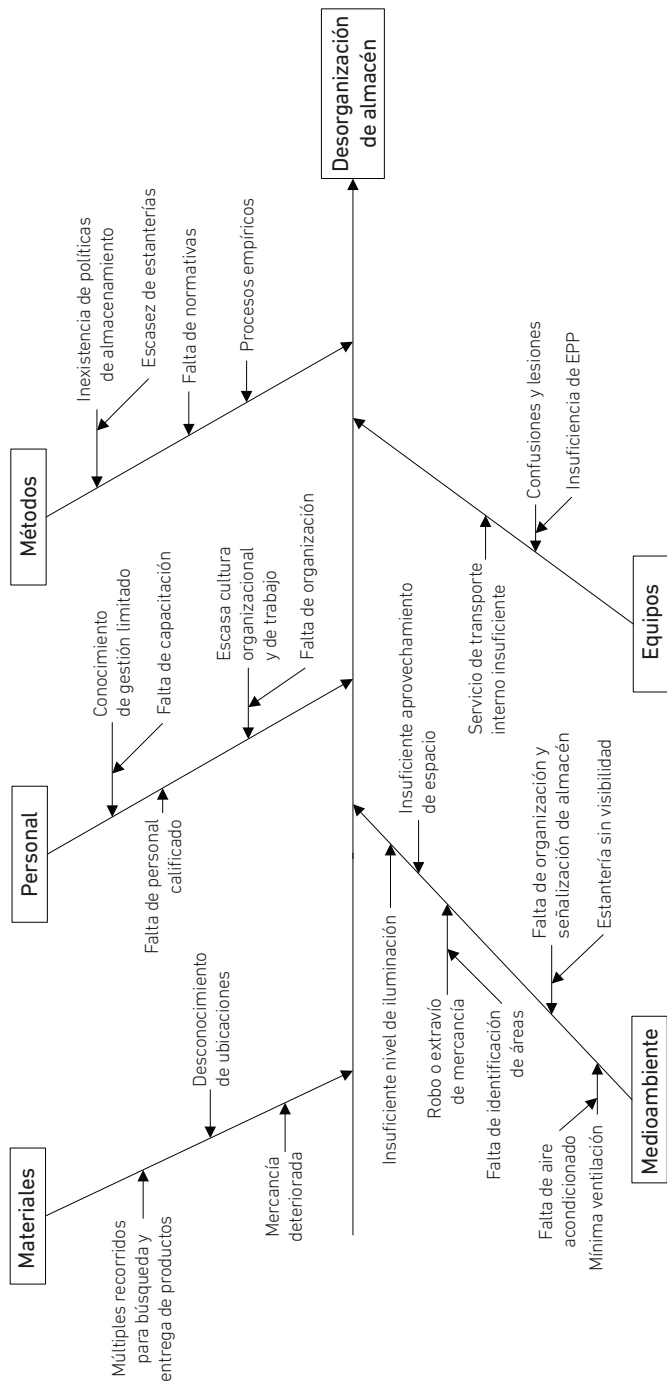 Materiales
Múltiples recorridos
para búsqueda y
entrega de productos
Desconocimiento
de ubicaciones
Mercancía
deteriorada
Personal
Conocimiento
de gestión limitado
Falta de capacitación
Falta de personal
calificado
Escasa cultura
organizacional
y de trabajo
Falta de organización
Métodos
Inexistencia de políticas
de almacenamiento
Escasez de estanterías
Falta de normativas
Procesos empíricos
Desorganización
de almacén
Insuficiente nivel de iluminación
Insuficiente aprovechamiento
de espacio
Robo o extravío
de mercancía
Falta de identificación
de áreas
Falta de organización y
señalización de almacén
Estantería sin visibilidad
Falta de aire
acondicionado
Mínima ventilación
Medioambiente
Servicio de transporte
interno insuficiente
Confusiones y lesiones
Insuficiencia de EPP
Equipos